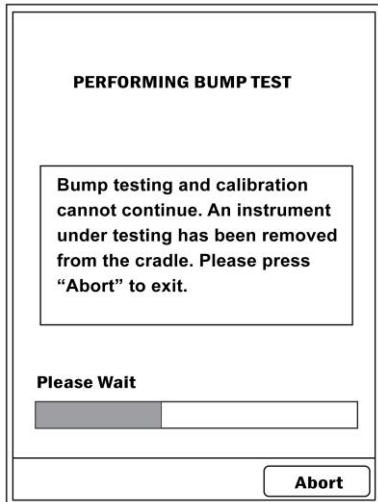 PERFORMING BUMP TEST
Bump testing and calibration
cannot continue. An instrument
under testing has been removed
from the cradle. Please press
“Abort” to exit.
Please Wait
Abort